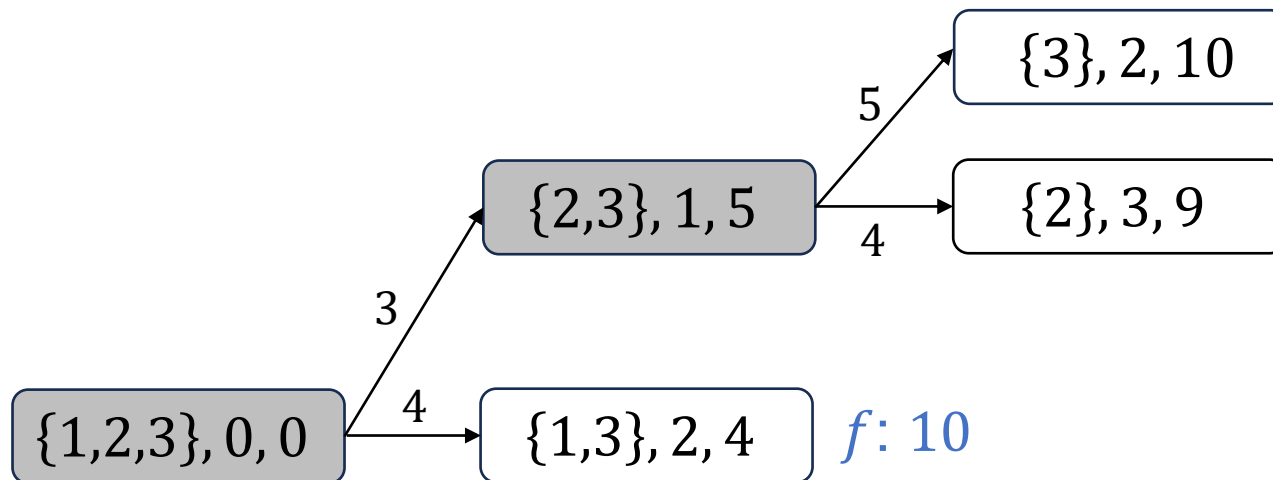 {3}, 2, 10
5
{2,3}, 1, 5
{2}, 3, 9
4
3
4
{1,2,3}, 0, 0
{1,3}, 2, 4
f: 10